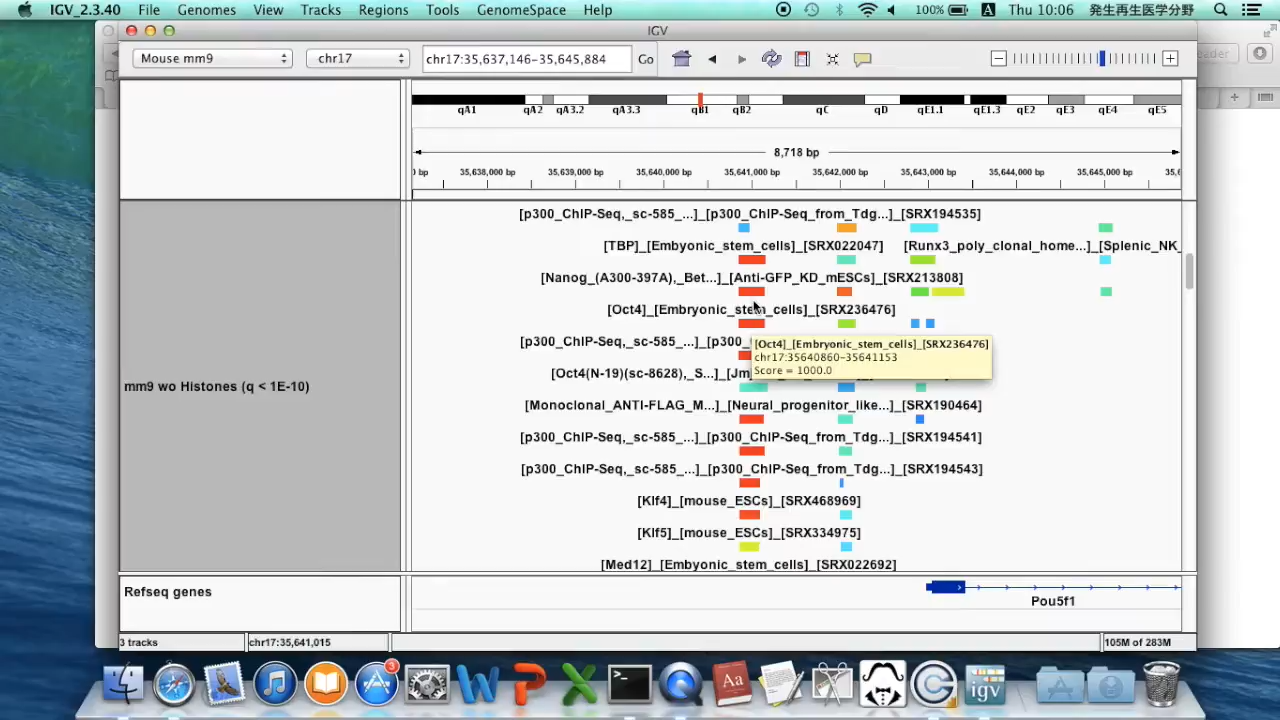 IGV_2.3.40 File Genomes View Tracks Regions Tools GenomeSpace Help 100% A Thu 10:06 発生再生医学分野
IGV
Mouse mm9 chr17 chr17:35,637,146-35,645,884 Go
qA1 qA2 qA3.2 qA3.3 qB1 qB2 qC qD qE1.1 qE1.3 qE2 qE3 qE4 qE5
8,718 bp
bp 35,638,000 bp 35,639,000 bp 35,640,000 bp 35,641,000 bp 35,642,000 bp 35,643,000 bp 35,644,000 bp 35,645,000 bp 35,6
[p300_ChIP-Seq,_sc-585_...]_[p300_ChIP-Seq_from_Tdg...]_[SRX194535]
[TBP]_[Embyonic_stem_cells]_[SRX022047] [Runx3_poly_clonal_home...]_[Splenic_NK_
[Nanog_(A300-397A),_Bet...]_[Anti-GFP_KD_mESCs]_[SRX213808]
[Oct4]_[Embryonic_stem_cells]_[SRX236476]
[p300_ChIP-Seq,_sc-585_...]_[p300_
[Oct4]_[Embryonic_stem_cells]_[SRX236476]
chr17:35640860-35641153
Score = 1000.0
[Oct4(N-19)(sc-8628),_S...]_[Jm
mm9 wo Histones (q < 1E-10)
[Monoclonal_ANTI-FLAG_M...]_[Neural_progenitor_like...]_[SRX190464]
[p300_ChIP-Seq,_sc-585_...]_[p300_ChIP-Seq_from_Tdg...]_[SRX194541]
[p300_ChIP-Seq,_sc-585_...]_[p300_ChIP-Seq_from_Tdg...]_[SRX194543]
[Klf4]_[mouse_ESCs]_[SRX468969]
[Klf5]_[mouse_ESCs]_[SRX334975]
[Med12]_[Embyonic_stem_cells]_[SRX022692]
Refseq genes
Pou5f1
3 tracks chr17:35,641,015 105M of 283M
3
Aa
igv